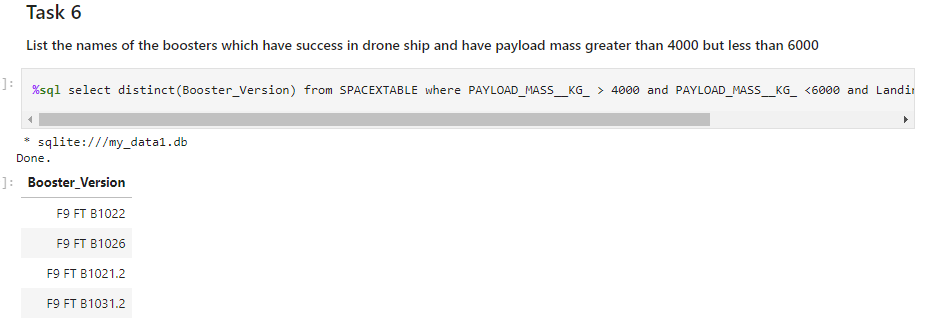 Task 6
List the names of the boosters which have success in drone ship and have payload mass greater than 4000 but less than 6000
]: %sql select distinct(Booster_Version) from SPACEXTABLE where PAYLOAD_MASS__KG_ > 4000 and PAYLOAD_MASS__KG_ <6000 and
* sqlite:///my_data1.db
Done.
]: Booster_Version
F9 FT B1022
F9 FT B1026
F9 FT B1021.2
F9 FT B1031.2